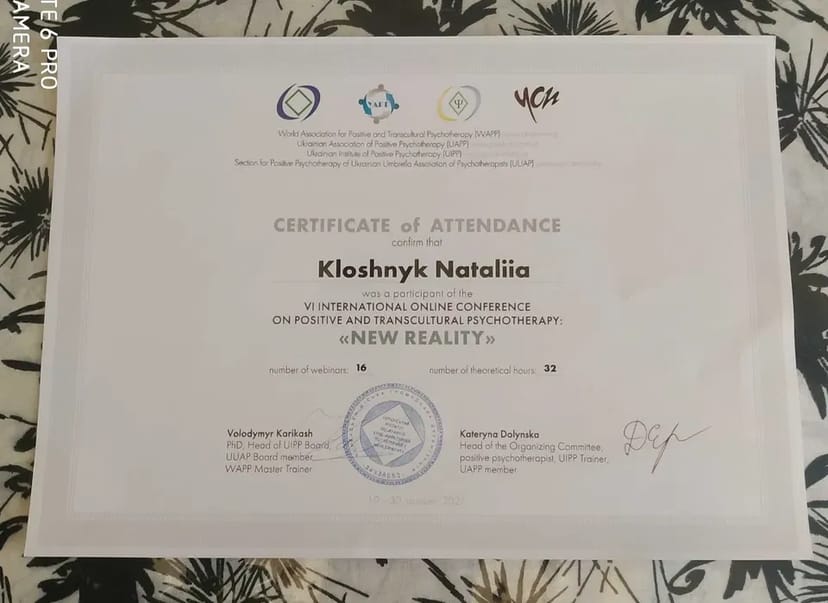 TE 6 PRO
AMERA
WAPP
УСП
World Association for Positive and Transcultural Psychotherapy (WAPP)
Ukrainian Association of Positive Psychotherapy (UAPP)
Ukrainian Institute of Positive Psychotherapy (UIPP)
Section for Positive Psychotherapy of Ukrainian Umbrella Association of Psychotherapists (UUAP)
CERTIFICATE of ATTENDANCE
confirm that
Kloshnyk Nataliia
was a participant of the
VI INTERNATIONAL ONLINE CONFERENCE
ON POSITIVE AND TRANSCULTURAL PSYCHOTHERAPY:
«NEW REALITY»
number of webinars: 16 number of theoretical hours: 32
Volodymyr Karikash
PhD, Head of UIPP Board,
UUAP Board member,
WAPP Master Trainer
Kateryna Dolynska
Head of the Organizing Committee,
positive psychotherapist, UIPP Trainer,
UAPP member